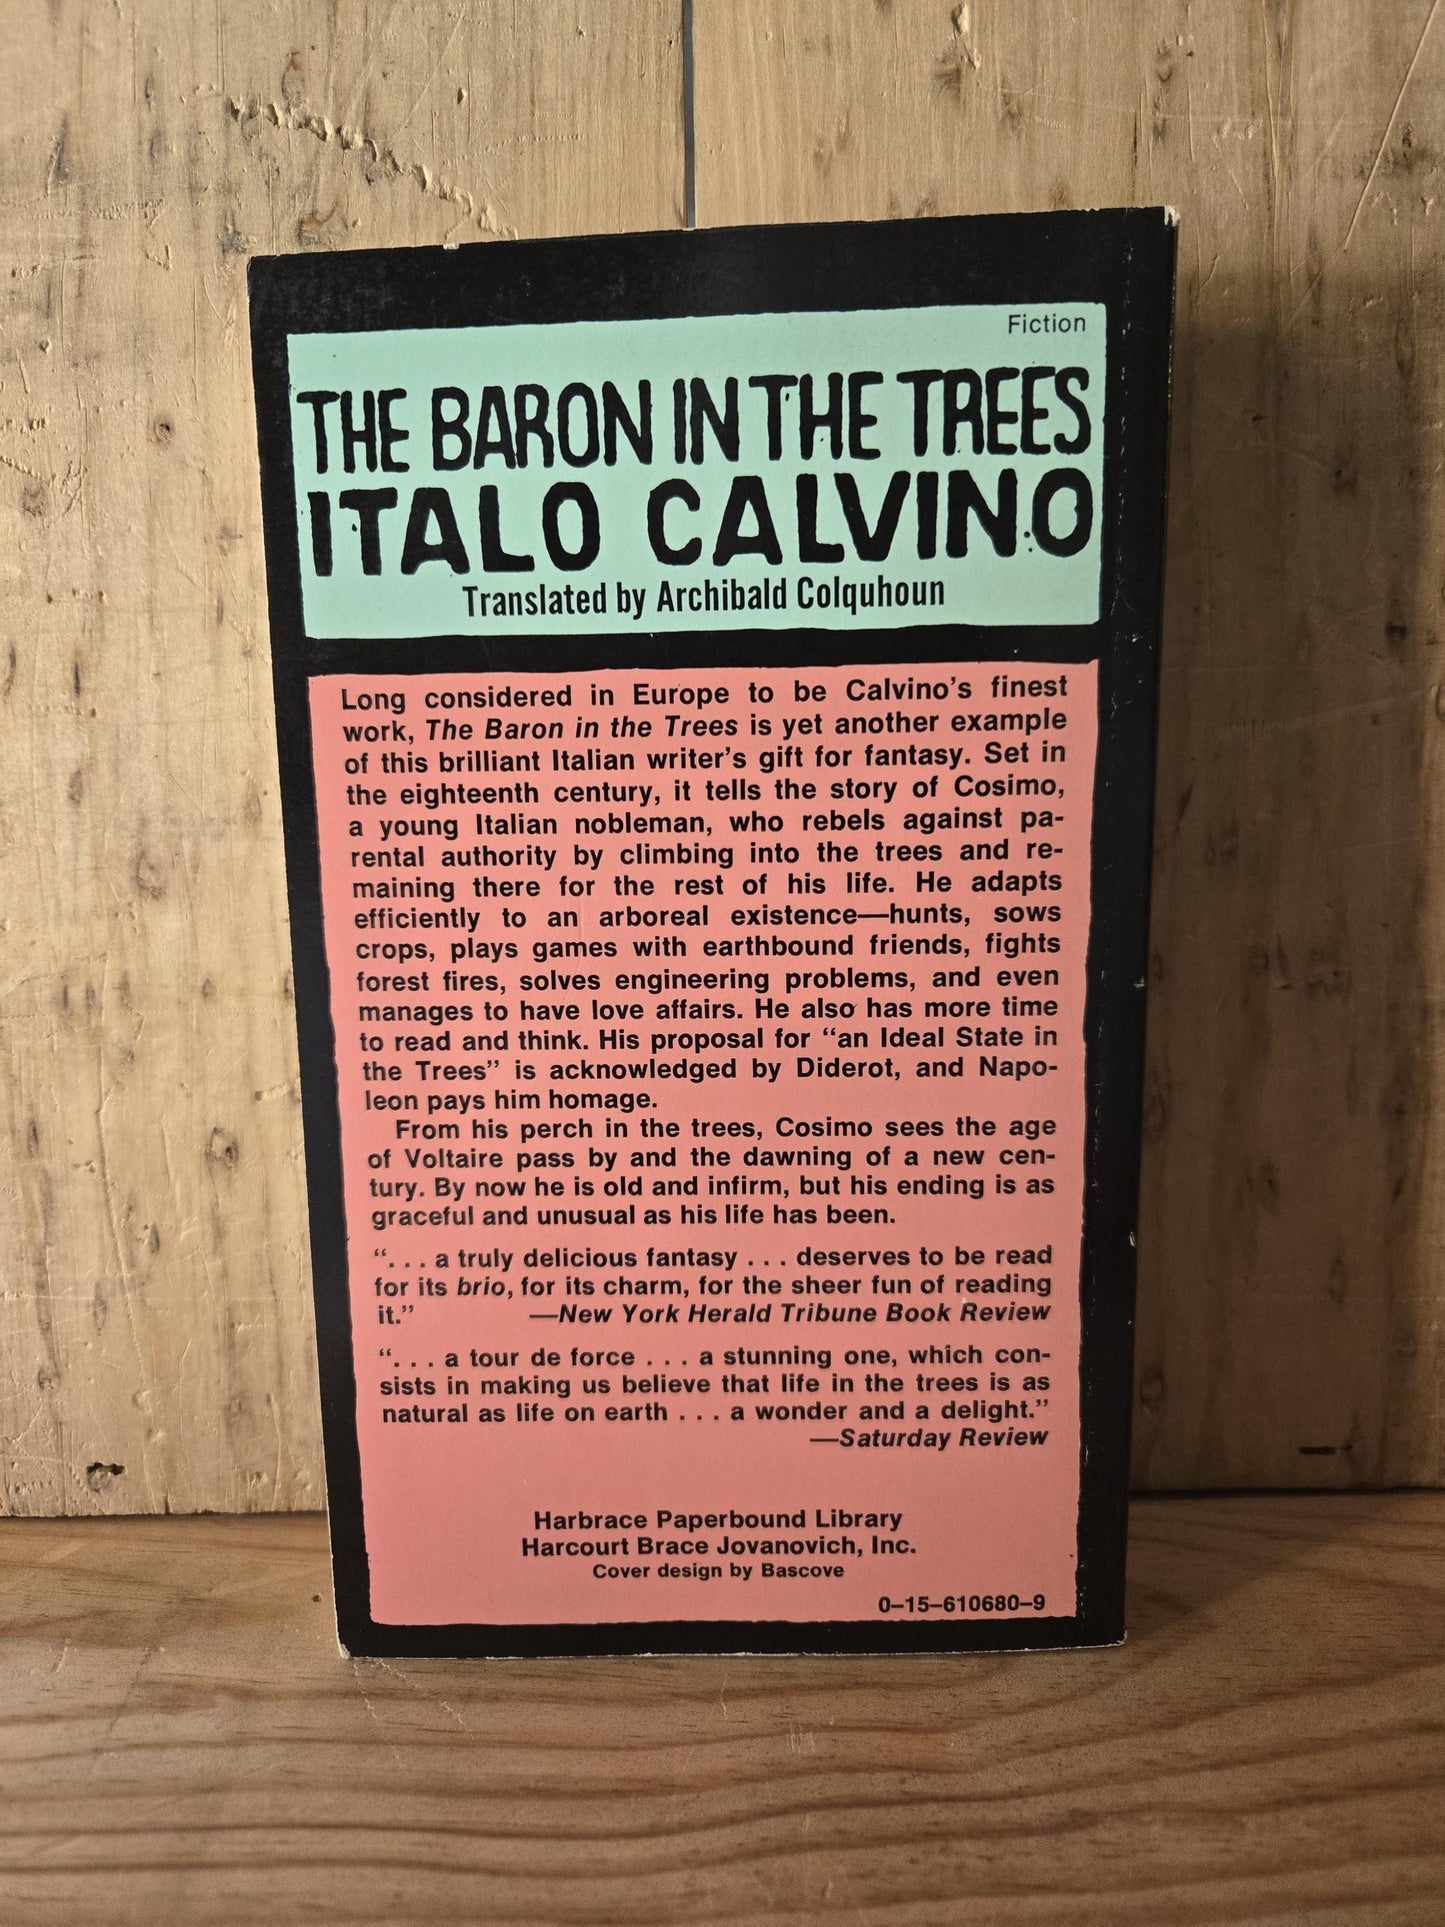 Fiction
THE BARON IN THE TREES
ITALO CALVINO
Translated by Archibald Colquhoun
Long considered in Europe to be Calvino's finest
work, The Baron in the Trees is yet another example
of this brilliant Italian writer's gift for fantasy. Set in
the eighteenth century, it tells the story of Cosimo,
a young Italian nobleman, who rebels against pa-
rental authority by climbing into the trees and re-
maining there for the rest of his life. He adapts
efficiently to an arboreal existence—hunts, sows
crops, plays games with earthbound friends, fights
forest fires, solves engineering problems, and even
manages to have love affairs. He also has more time
to read and think. His proposal for “an Ideal State in
the Trees” is acknowledged by Diderot, and Napo-
leon pays him homage.
From his perch in the trees, Cosimo sees the age
of Voltaire pass by and the dawning of a new cen-
tury. By now he is old and infirm, but his ending is as
graceful and unusual as his life has been.
“. . . a truly delicious fantasy . . . deserves to be read
for its brio, for its charm, for the sheer fun of reading
it.” —New York Herald Tribune Book Review
“. . . a tour de force . . . a stunning one, which con-
sists in making us believe that life in the trees is as
natural as life on earth . . . a wonder and a delight.”
—Saturday Review
Harbrace Paperbound Library
Harcourt Brace Jovanovich, Inc.
Cover design by Bascove
0–15–610680–9